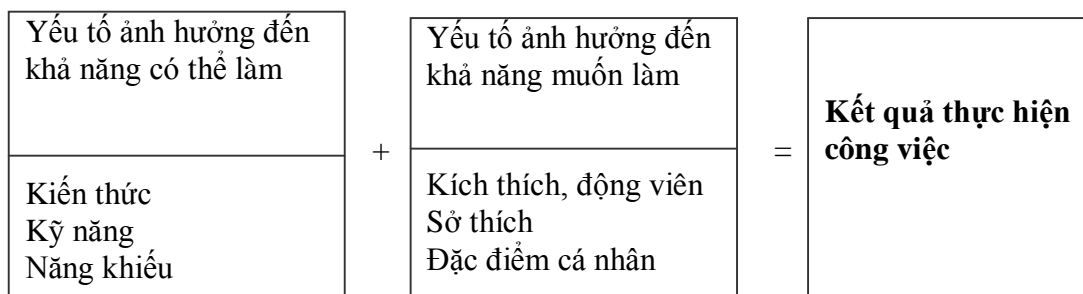 Yếu tố ảnh hưởng đến
khả năng có thể làm
Kiến thức
Kỹ năng
Năng khiếu
+
Yếu tố ảnh hưởng đến
khả năng muốn làm
Kích thích, động viên
Sở thích
Đặc điểm cá nhân
=
Kết quả thực hiện
công việc